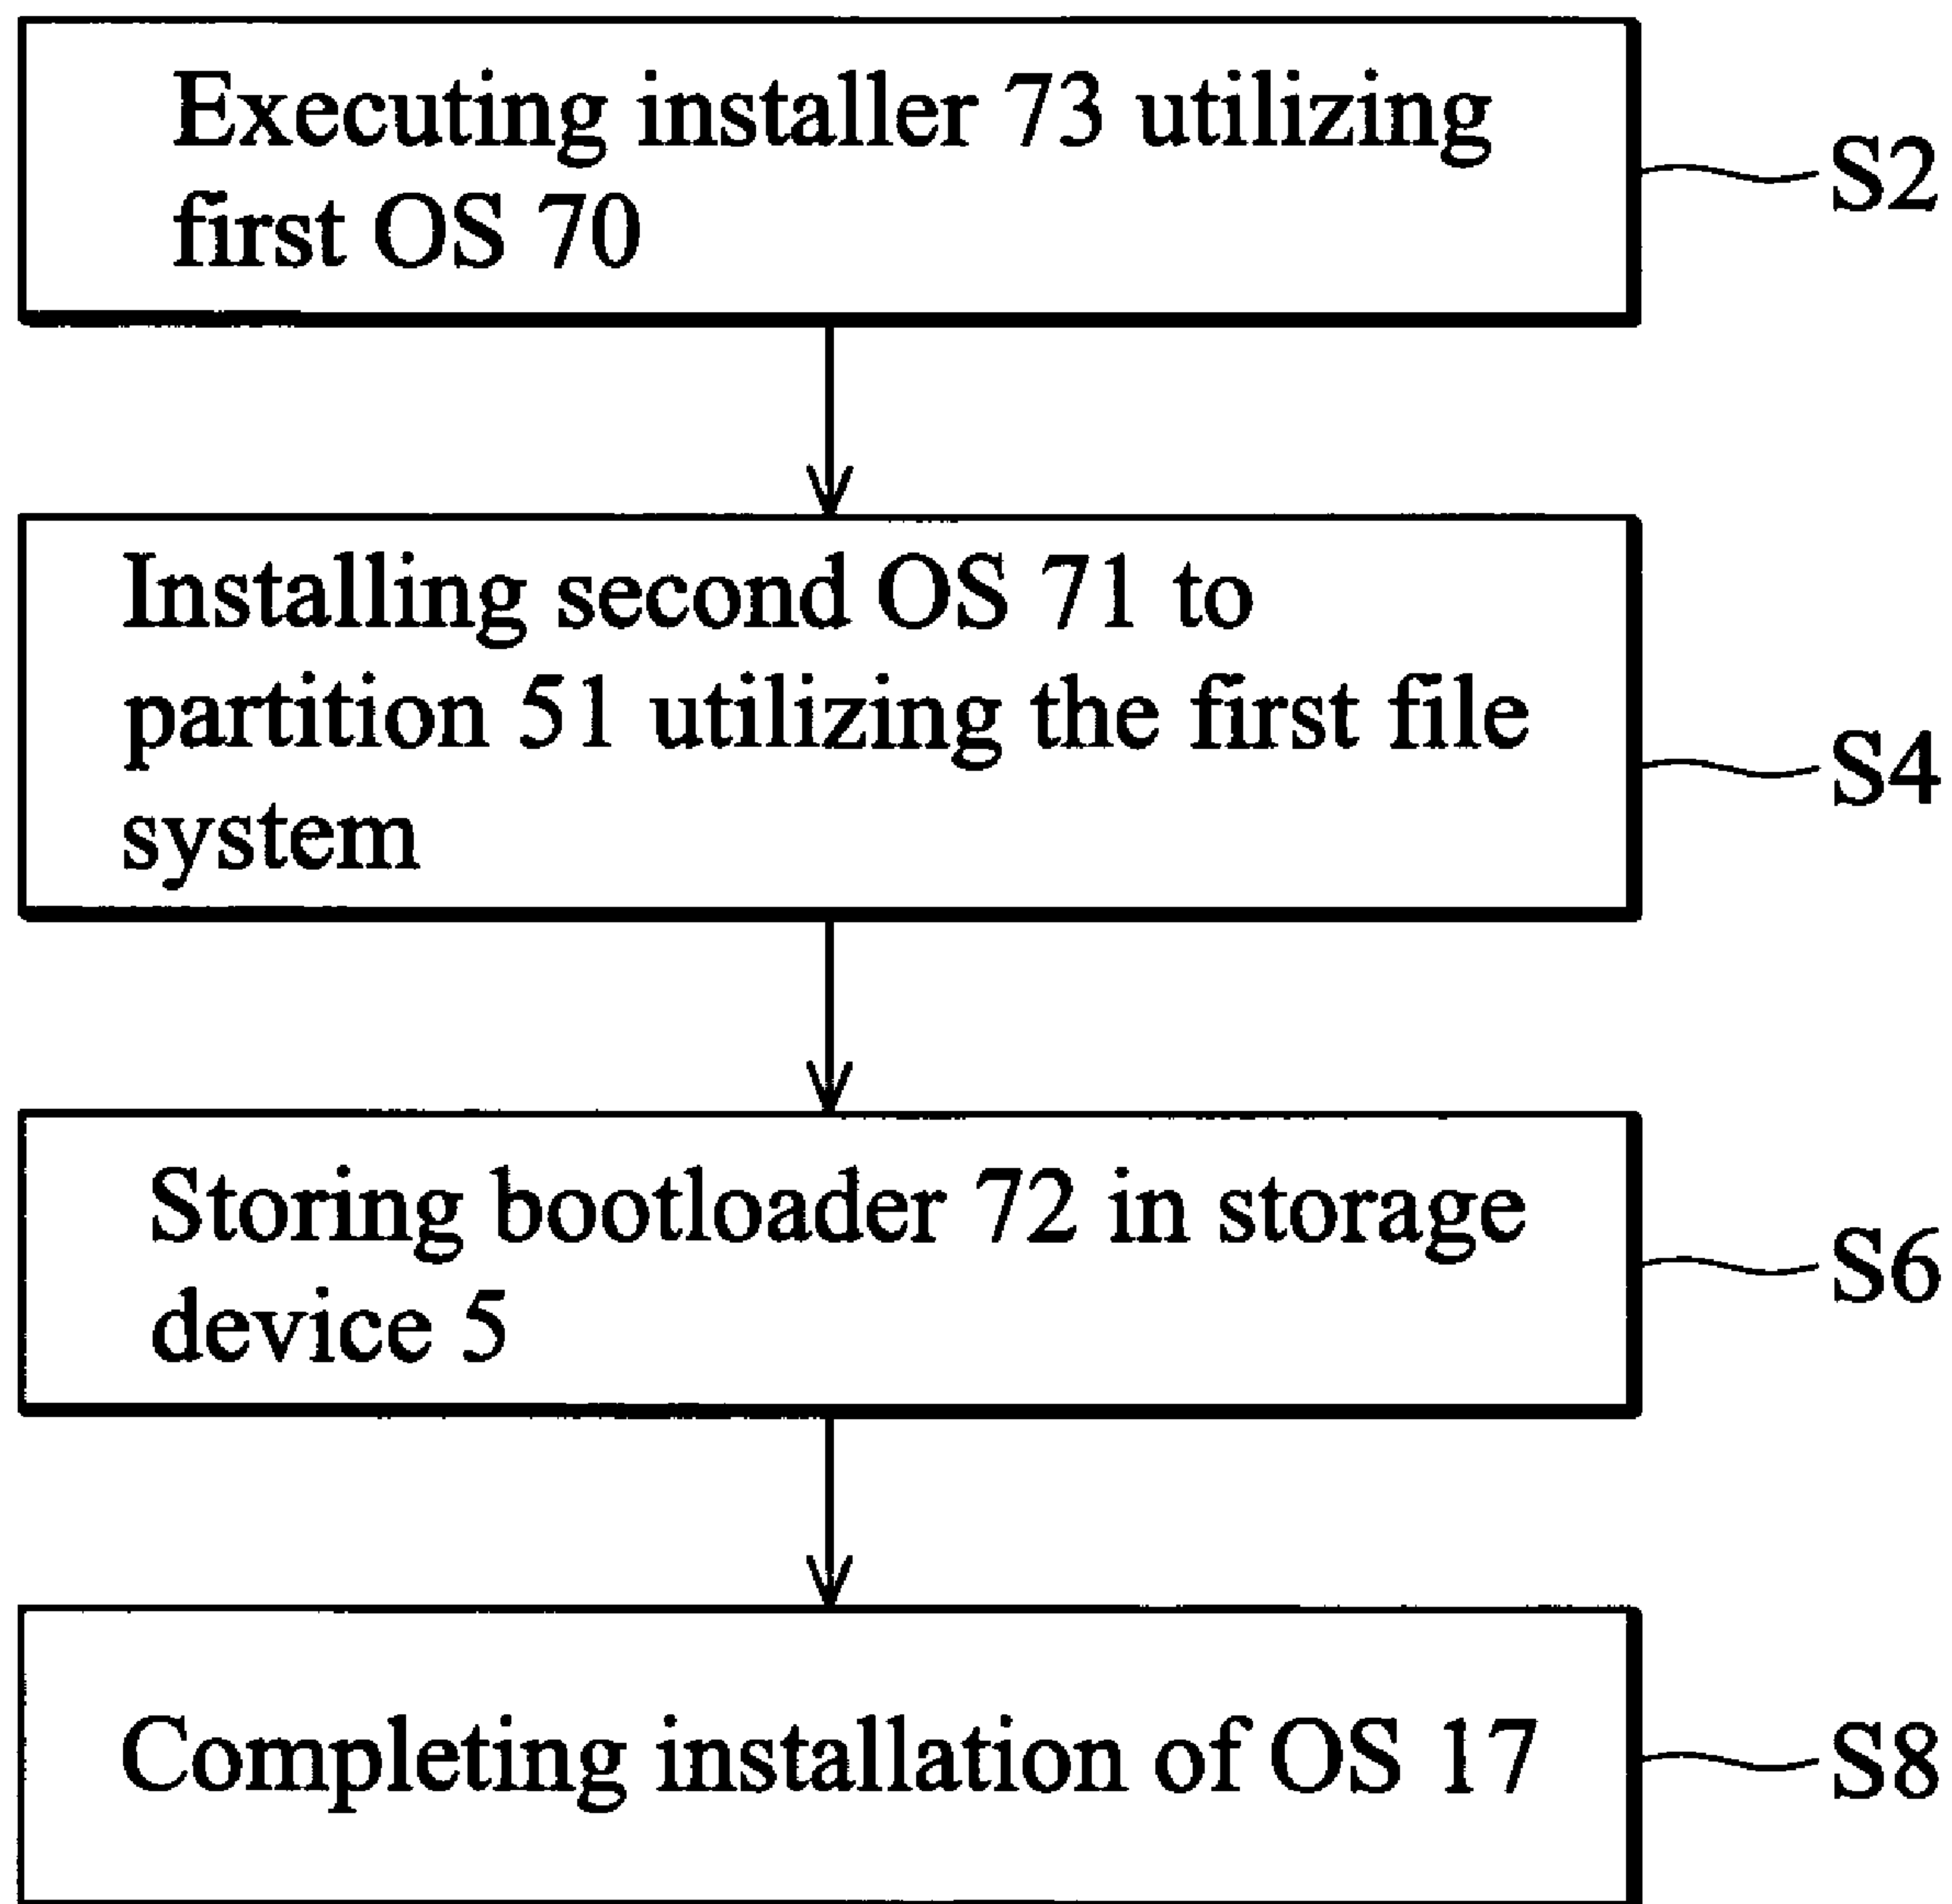 Executing installer 73 utilizing
first OS 70
S2
Installing second OS 71 to
partition 51 utilizing the first file
system
S4
Storing bootloader 72 in storage
device 5
S6
Completing installation of OS 17
S8